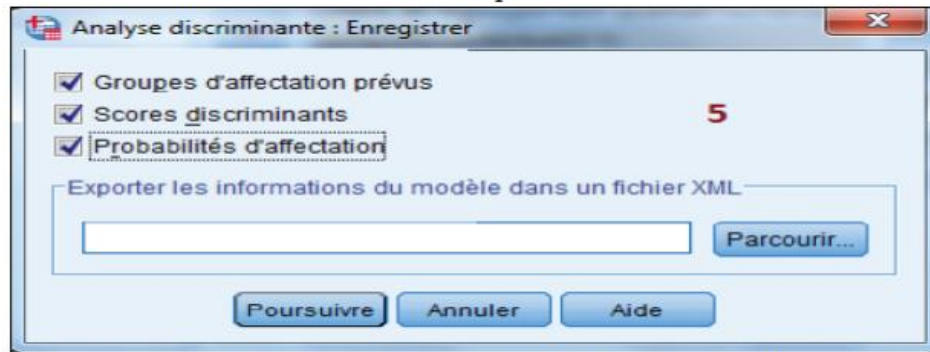 Analyse discriminante : Enregistrer
Groupes d'affectation prévus
Scores discriminants
5
Probabilités d'affectation
Exporter les informations du modèle dans un fichier XML
Parcourir...
Poursuivre Annuler Aide